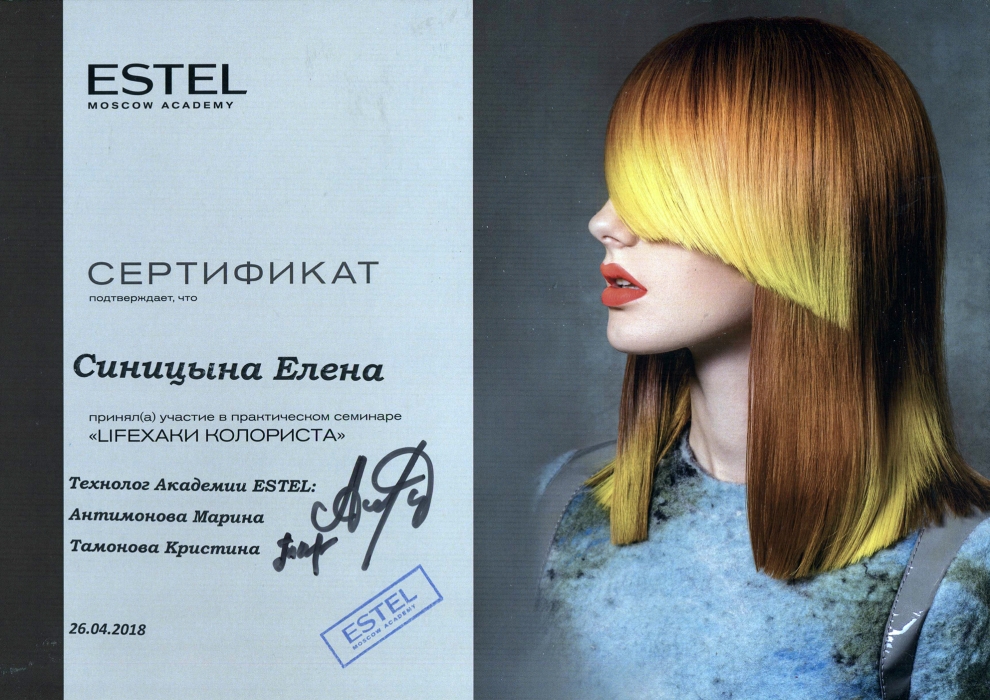 ESTEL
MOSCOW ACADEMY
СЕРТИФИКАТ
подтверждает, что
Синицына Елена
принял(а) участие в практическом семинаре
«LIFEХАКИ КОЛОРИСТА»
Технолог Академии ESTEL:
Антимонова Марина
Тамонова Кристина
26.04.2018
ESTEL
MOSCOW ACADEMY